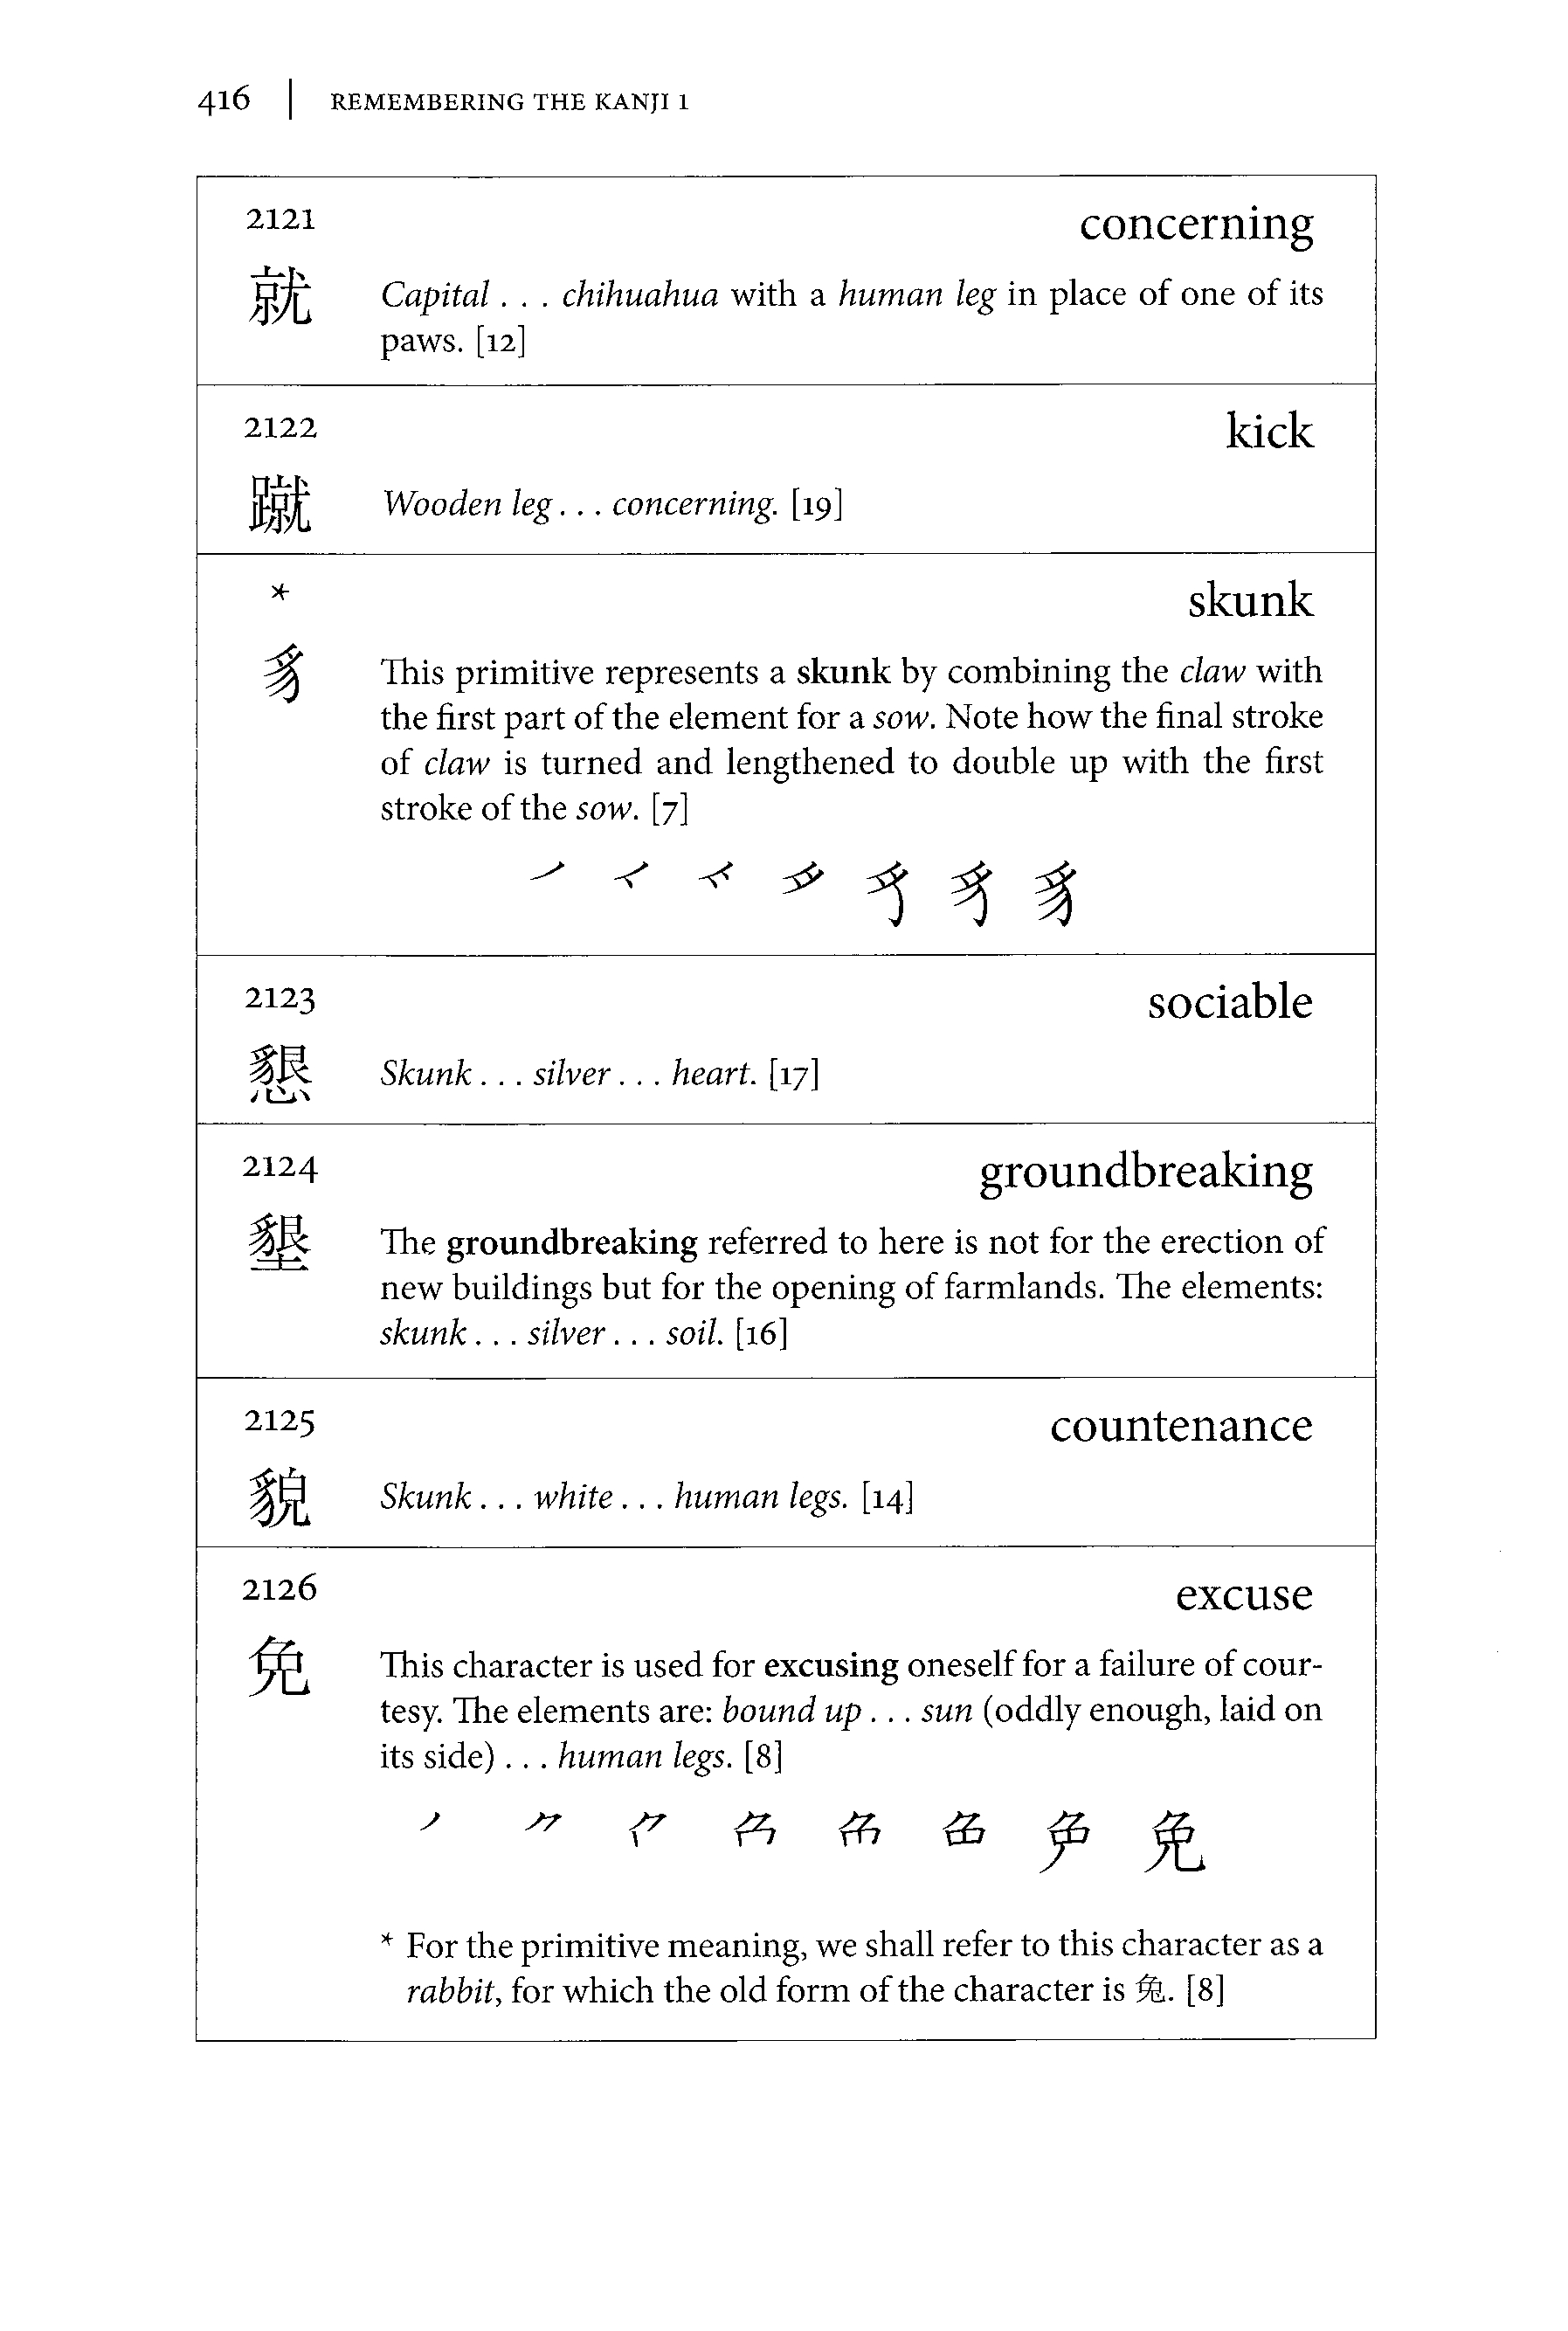 416 | REMEMBERING THE KANJI 1
2121 concerning
就 Capital . . . chihuahua with a human leg in place of one of its
paws. [12]
2122 kick
蹴 Wooden leg . . . concerning. [19]
* skunk
豸 This primitive represents a skunk by combining the claw with
the first part of the element for a sow. Note how the final stroke
of claw is turned and lengthened to double up with the first
stroke of the sow. [7]
2123 sociable
懇 Skunk . . . silver . . . heart. [17]
2124 groundbreaking
墾 The groundbreaking referred to here is not for the erection of
new buildings but for the opening of farmlands. The elements:
skunk . . . silver . . . soil. [16]
2125 countenance
貌 Skunk . . . white . . . human legs. [14]
2126 excuse
免 This character is used for excusing oneself for a failure of cour-
tesy. The elements are: bound up . . . sun (oddly enough, laid on
its side) . . . human legs. [8]
* For the primitive meaning, we shall refer to this character as a
rabbit, for which the old form of the character is 兔. [8]